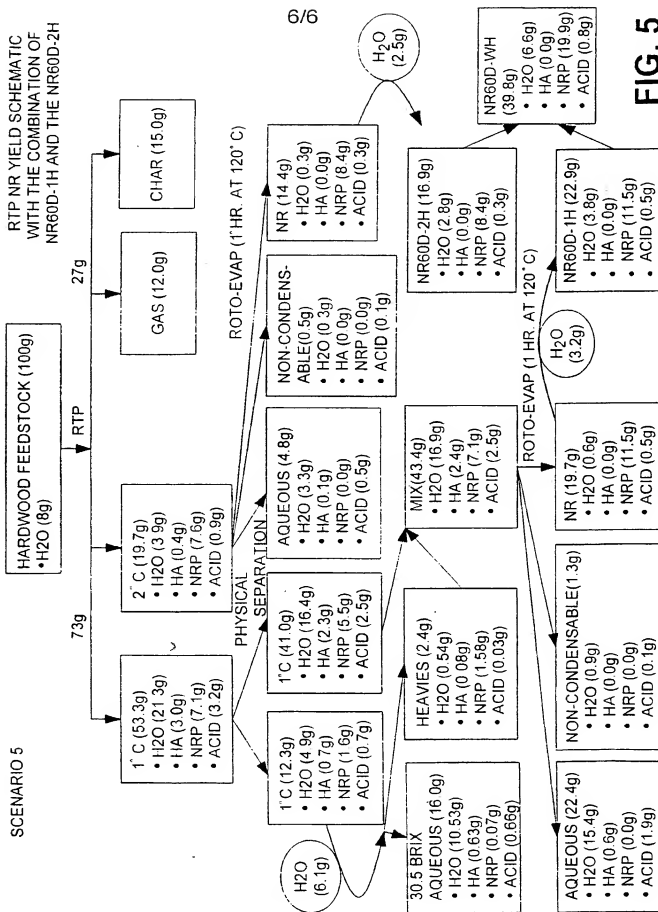 6/6
SCENARIO 5
RTP NR YIELD SCHEMATIC
WITH THE COMBINATION OF
NR60D-1H AND THE NR60D-2H
HARDWOOD FEEDSTOCK (100g)
•H2O (8g)
RTP
73g
27g
1°C (53.3g)
• H2O (21.3g)
• HA (3.0g)
• NRP (7.1g)
• ACID (3.2g)
2°C (19.7g)
• H2O (3.9g)
• HA (0.4g)
• NRP (7.6g)
• ACID (0.9g)
GAS (12.0g)
CHAR (15.0g)
PHYSICAL
SEPARATION
ROTO-EVAP (1 HR. AT 120°C)
1°C (12.3g)
• H2O (4.9g)
• HA (0.7g)
• NRP (1.6g)
• ACID (0.7g)
1°C (41.0g)
• H2O (16.4g)
• HA (2.3g)
• NRP (5.5g)
• ACID (2.5g)
AQUEOUS (4.8g)
• H2O (3.3g)
• HA (0.1g)
• NRP (0.0g)
• ACID (0.5g)
NON-CONDENS-
ABLE(0.5g)
• H2O (0.3g)
• HA (0.0g)
• NRP (0.0g)
• ACID (0.1g)
NR (14.4g)
• H2O (0.3g)
• HA (0.0g)
• NRP (8.4g)
• ACID (0.3g)
H2O
(6.1g)
H2O
(2.5g)
30.5 BRIX
AQUEOUS (16.0g)
• H2O (10.53g)
• HA (0.63g)
• NRP (0.07g)
• ACID (0.66g)
HEAVIES (2.4g)
• H2O (0.54g)
• HA (0.08g)
• NRP (1.58g)
• ACID (0.03g)
MIX(43.4g)
• H2O (16.9g)
• HA (2.4g)
• NRP (7.1g)
• ACID (2.5g)
NR60D-2H (16.9g)
• H2O (2.8g)
• HA (0.0g)
• NRP (8.4g)
• ACID (0.3g)
NR60D-WH
(39.8g)
• H2O (6.6g)
• HA (0.0g)
• NRP (19.9g)
• ACID (0.8g)
ROTO-EVAP (1 HR. AT 120°C)
H2O
(3.2g)
AQUEOUS (22.4g)
• H2O (15.4g)
• HA (0.6g)
• NRP (0.0g)
• ACID (1.9g)
NON-CONDENSABLE(1.3g)
• H2O (0.9g)
• HA (0.0g)
• NRP (0.0g)
• ACID (0.1g)
NR (19.7g)
• H2O (0.6g)
• HA (0.0g)
• NRP (11.5g)
• ACID (0.5g)
NR60D-1H (22.9g)
• H2O (3.8g)
• HA (0.0g)
• NRP (11.5g)
• ACID (0.5g)
FIG. 5